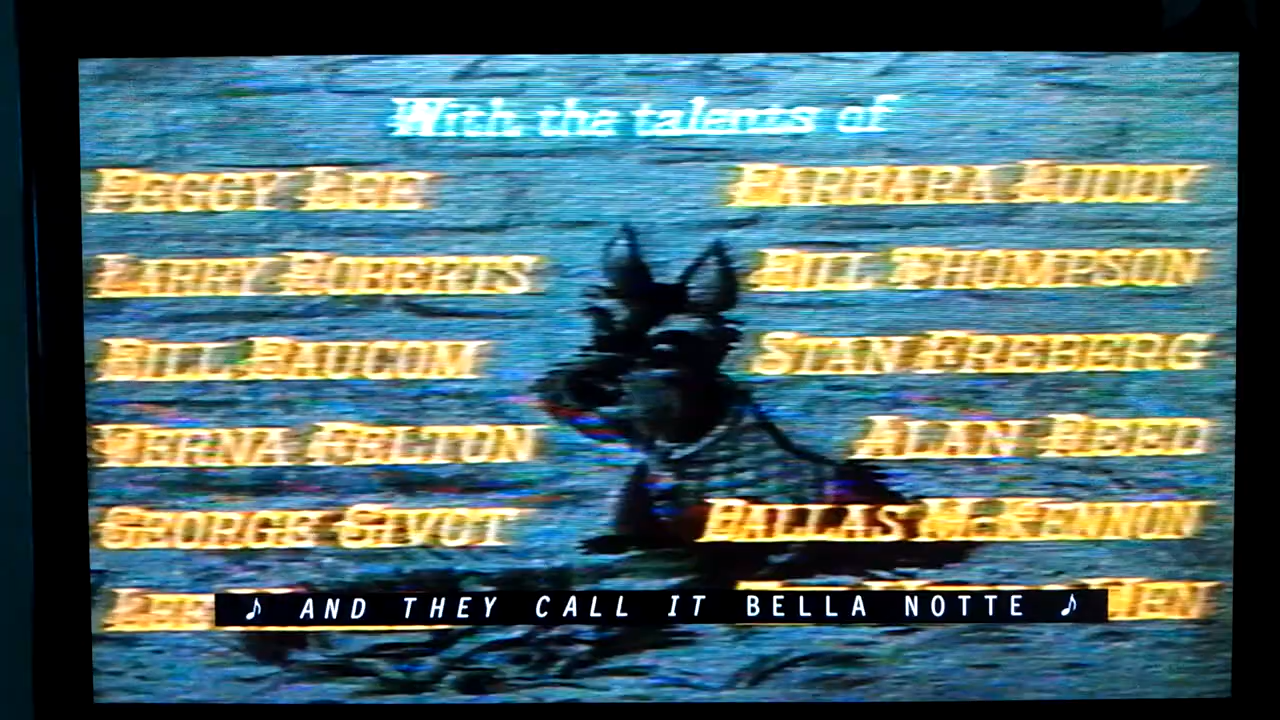 With the talents of
PEGGY LEE BARBARA LUDDY
LARRY ROBERTS BILL THOMPSON
BILL BAUCOM STAN FREBERG
VERNA FELTON ALAN REED
GEORGE GIVOT DALLAS McKENNON
LEE
♪ AND THEY CALL IT BELLA NOTTE ♪